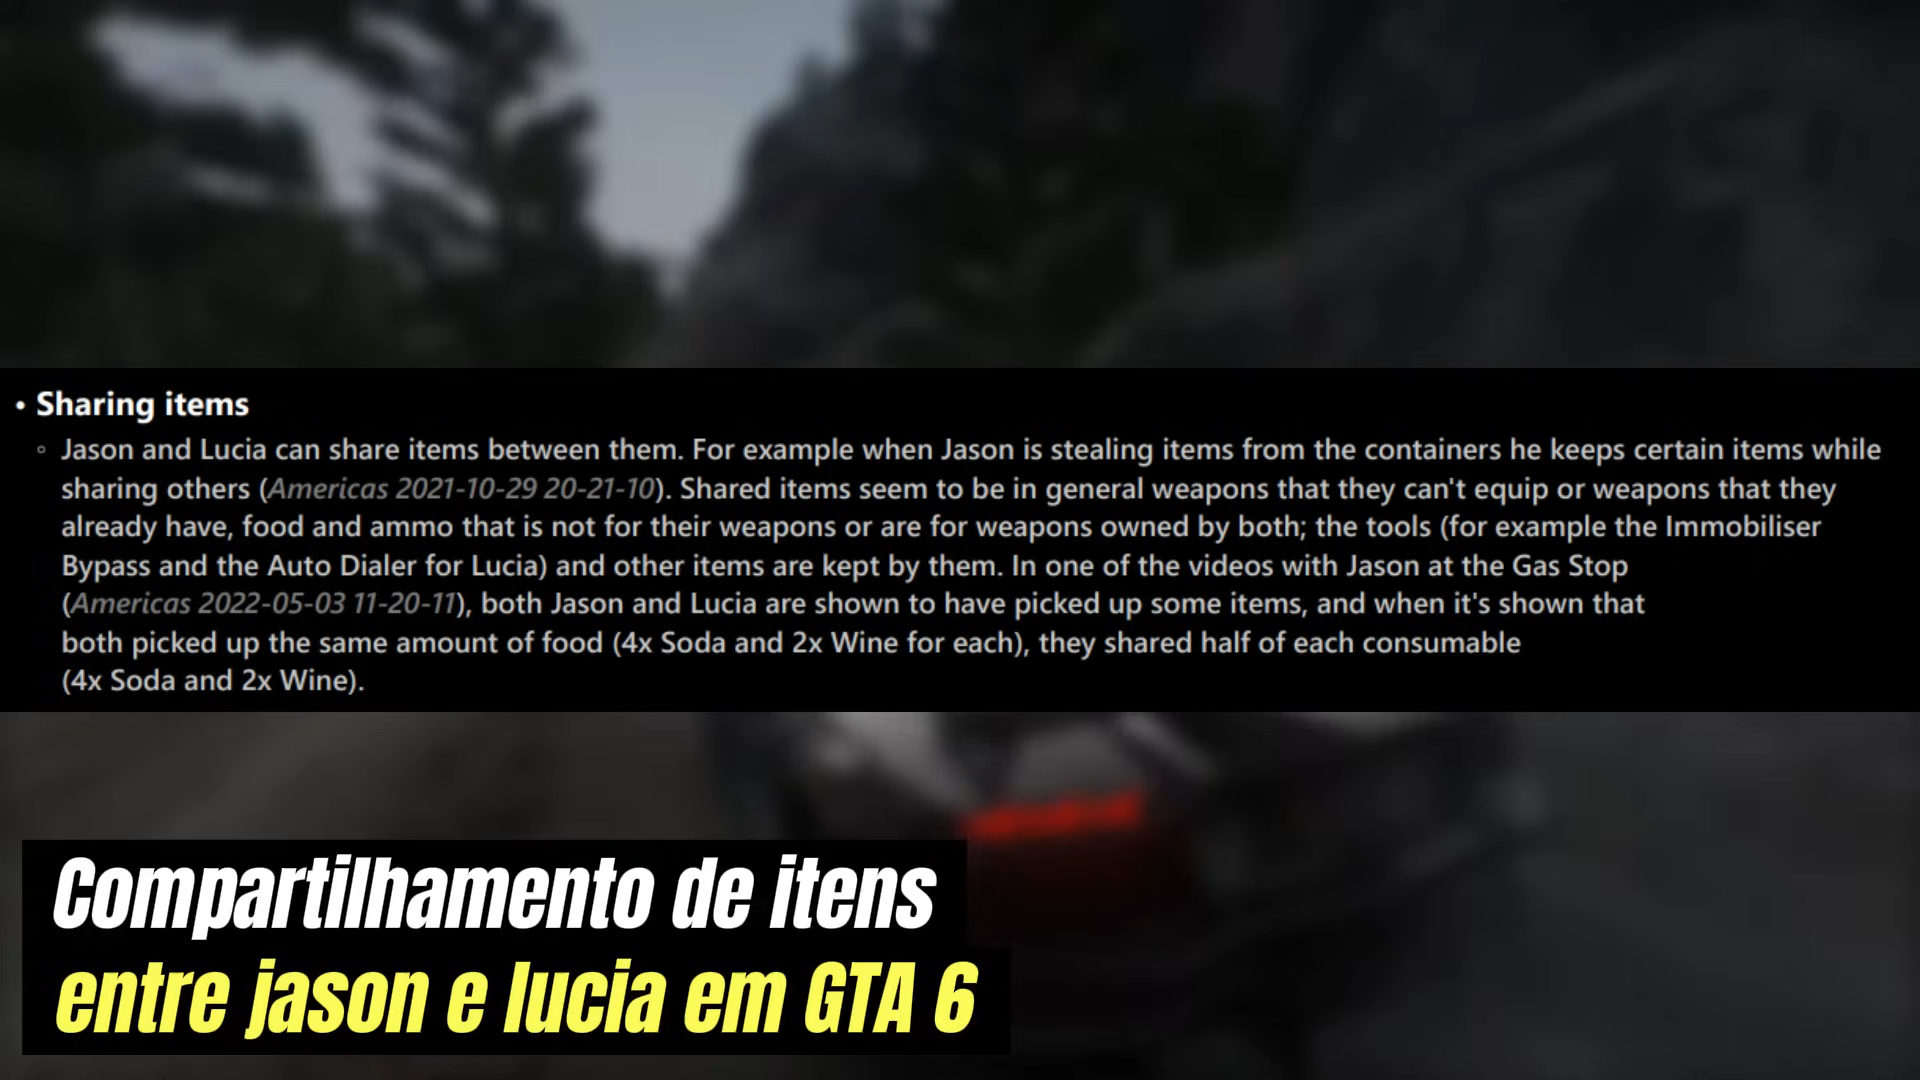 • Sharing items
◦ Jason and Lucia can share items between them. For example when Jason is stealing items from the containers he keeps certain items while
sharing others (Americas 2021-10-29 20-21-10). Shared items seem to be in general weapons that they can't equip or weapons that they
already have, food and ammo that is not for their weapons or are for weapons owned by both; the tools (for example the Immobiliser
Bypass and the Auto Dialer for Lucia) and other items are kept by them. In one of the videos with Jason at the Gas Stop
(Americas 2022-05-03 11-20-11), both Jason and Lucia are shown to have picked up some items, and when it's shown that
both picked up the same amount of food (4x Soda and 2x Wine for each), they shared half of each consumable
(4x Soda and 2x Wine).
Compartilhamento de itens
entre jason e lucia em GTA 6